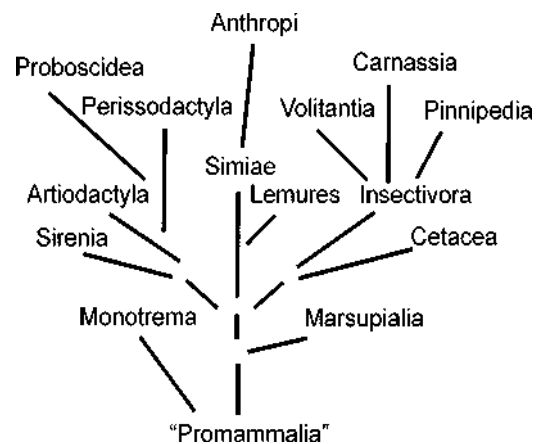 Anthropi
Proboscidea
Carnassia
Perissodactyla
Volitantia
Pinnipedia
Simiae
Artiodactyla
Lemures
Insectivora
Sirenia
Cetacea
Monotrema
Marsupialia
“Promammalia”